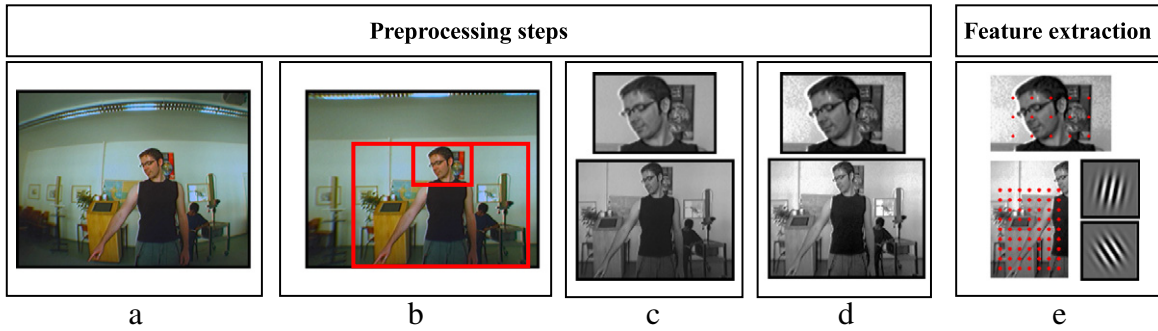 Preprocessing steps
Feature extraction
a
b
c
d
e